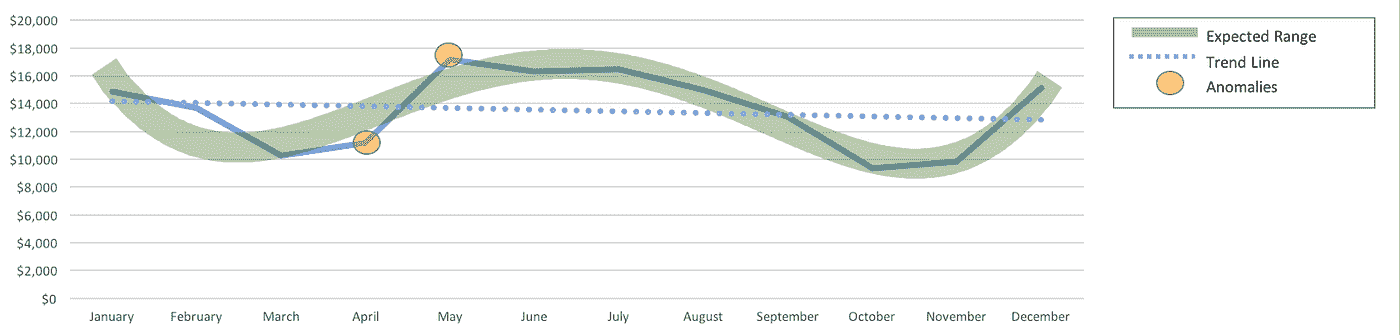 $20,000
$18,000
$16,000
$14,000
$12,000
$10,000
$8,000
$6,000
$4,000
$2,000
$0
January February March April May June July August September October November December
Expected Range
Trend Line
Anomalies